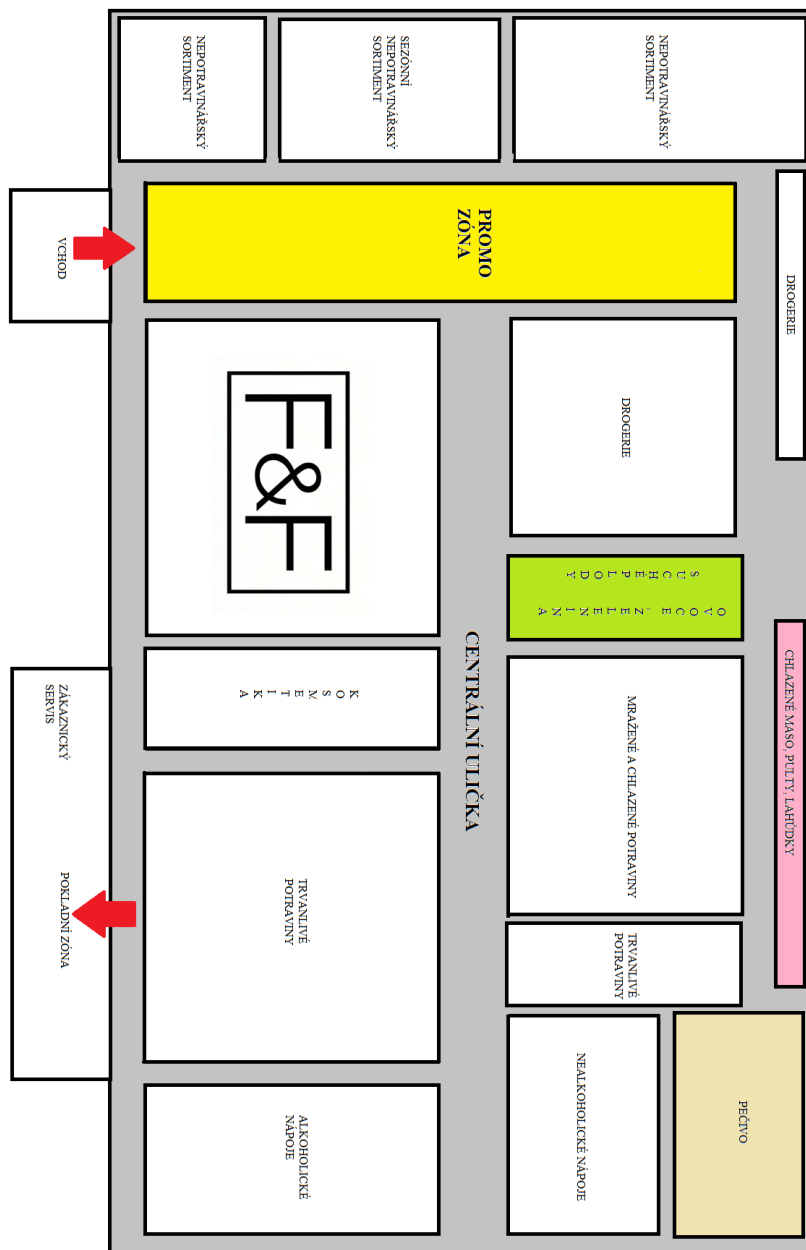 NEPOTRAVINÁŘSKÝ
SORTIMENT
SEZÓNNÍ
NEPOTRAVINÁŘSKÝ
SORTIMENT
NEPOTRAVINÁŘSKÝ
SORTIMENT
PROMO
ZÓNA
VCHOD
DROGERIE
DROGERIE
F&F
SUCHÉ PLODY
OVOCE, ZELENINA
KOSMETIKA
CENTRÁLNÍ ULIČKA
CHLAZENÉ MASO, PULTY, LAHŮDKY
MRAŽENÉ A CHLAZENÉ POTRAVINY
TRVANLIVÉ
POTRAVINY
TRVANLIVÉ
POTRAVINY
ZÁKAZNICKÝ
SERVIS
POKLADNÍ ZÓNA
PEČIVO
NEALKOHOLICKÉ NÁPOJE
ALKOHOLICKÉ
NÁPOJE